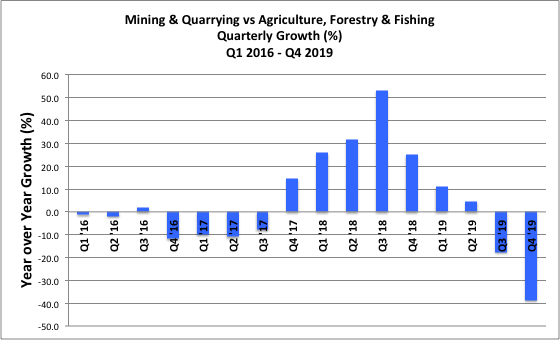 Mining & Quarrying vs Agriculture, Forestry & Fishing
Quarterly Growth (%)
Q1 2016 - Q4 2019
Year over Year Growth (%)
60.0
50.0
40.0
30.0
20.0
10.0
0.0
-10.0
-20.0
-30.0
-40.0
-50.0
Q1 '16
Q2 '16
Q3 '16
Q4 '16
Q1 '17
Q2 '17
Q3 '17
Q4 '17
Q1 '18
Q2 '18
Q3 '18
Q4 '18
Q1 '19
Q2 '19
Q3 '19
Q4 '19